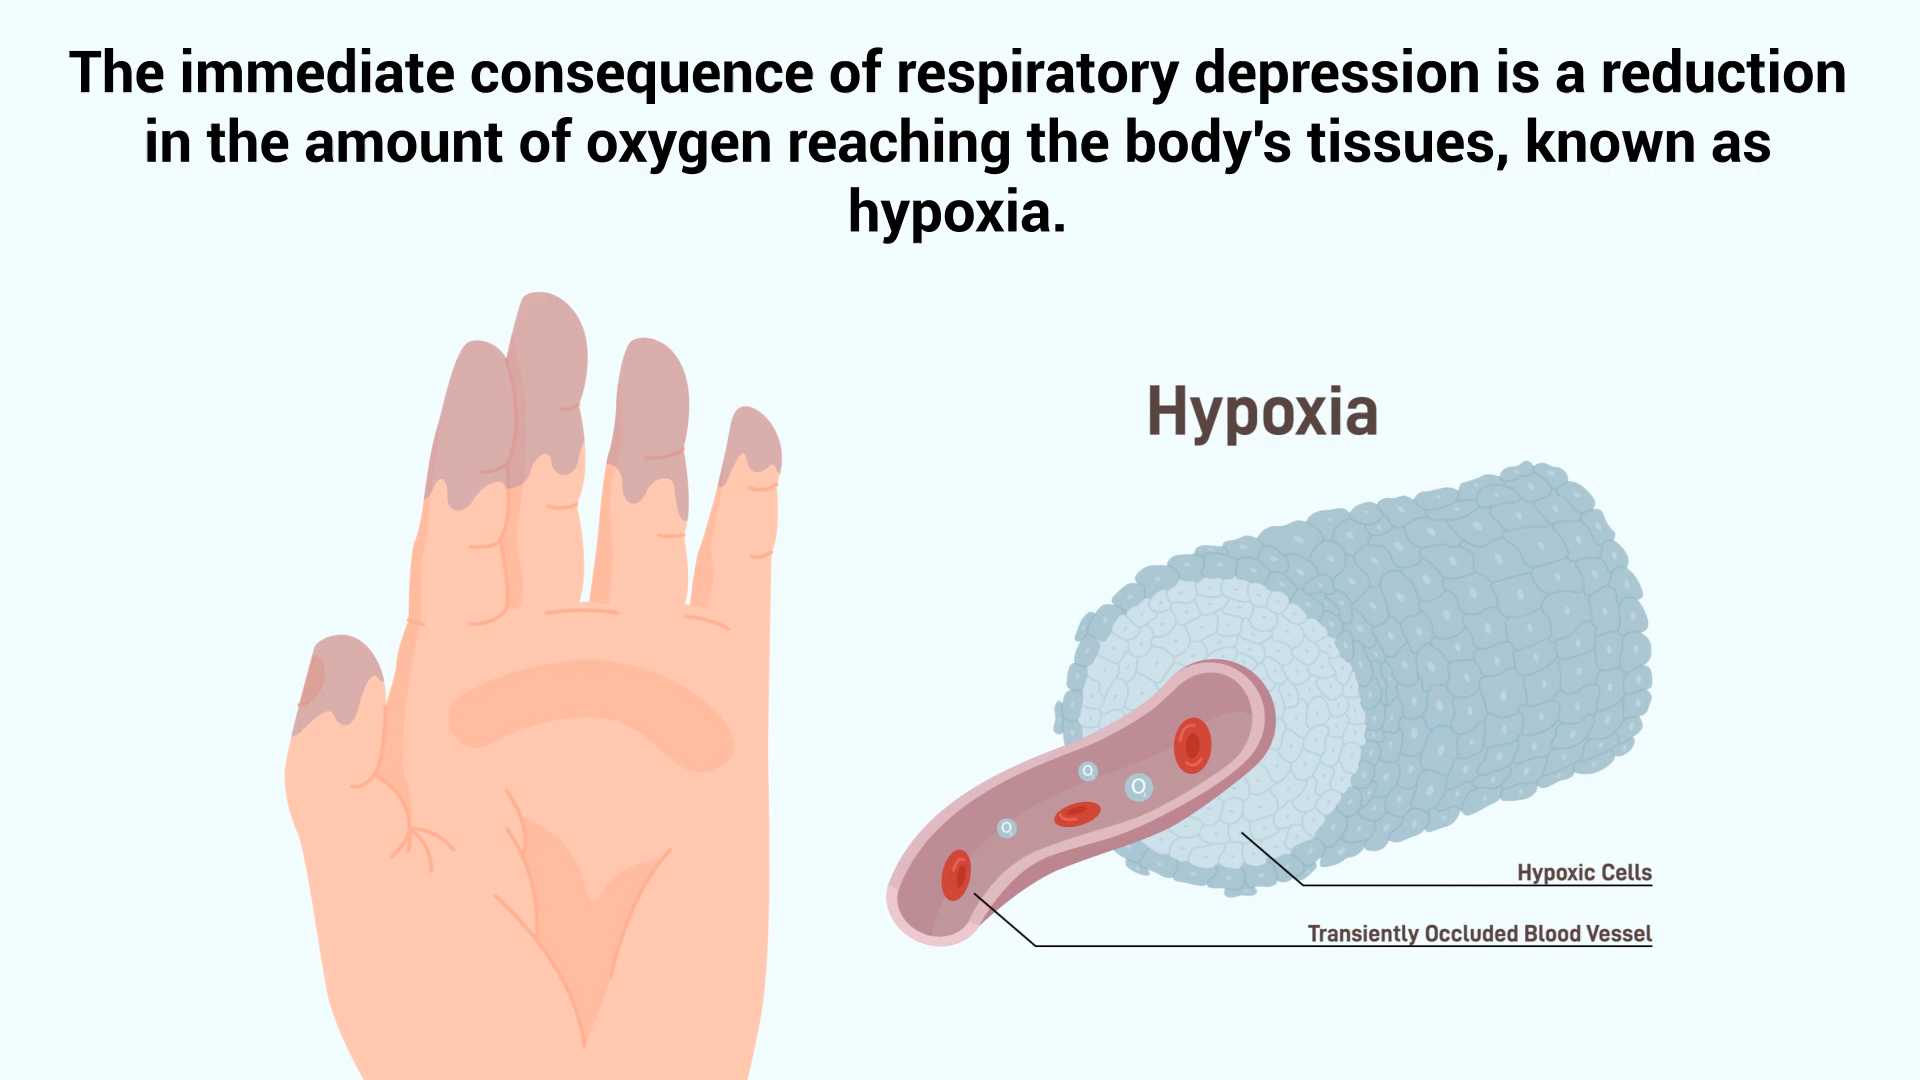 The immediate consequence of respiratory depression is a reduction
in the amount of oxygen reaching the body's tissues, known as
hypoxia.
Hypoxia
O
O
O
Hypoxic Cells
Transiently Occluded Blood Vessel